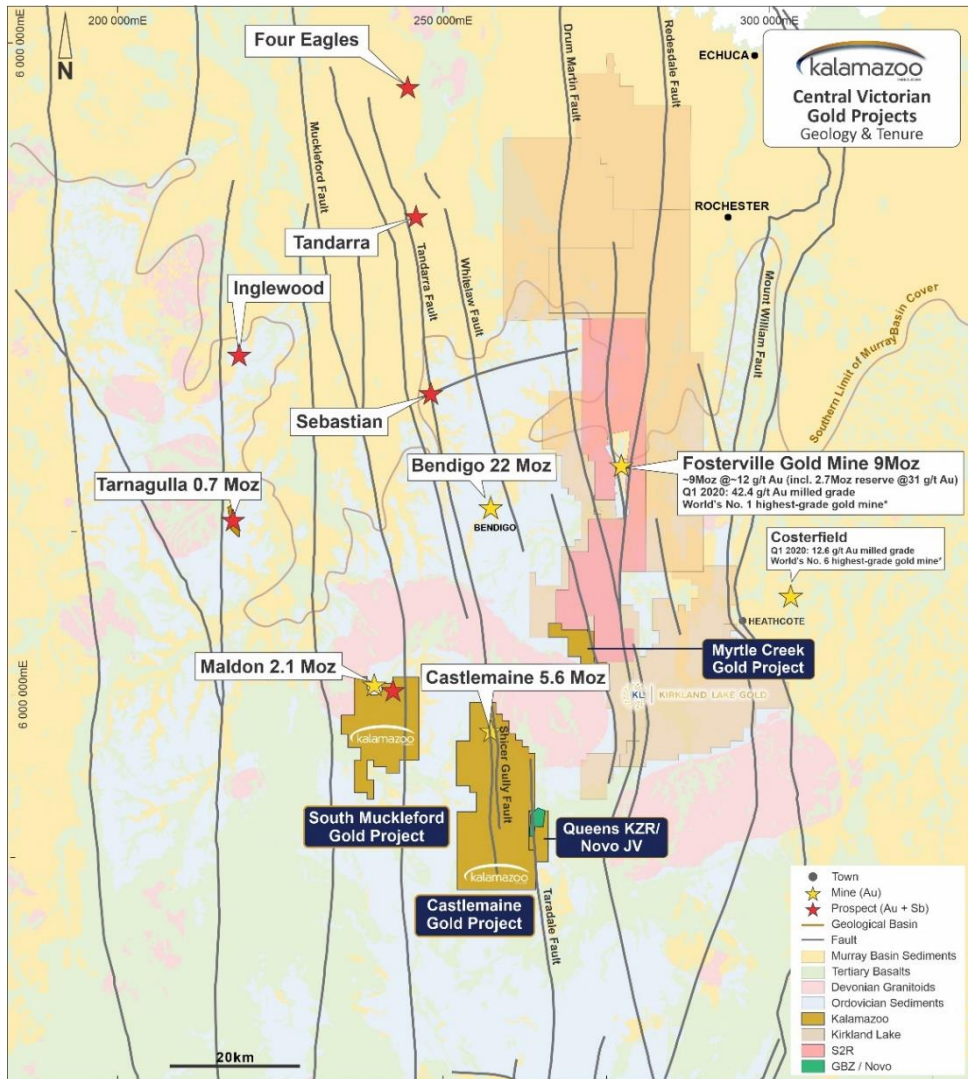 200 000mE
250 000mE
300 000mE
6 000 000mE
N
Four Eagles
Drum Martin Fault
Redesdale Fault
ECHUCA
kalamazoo
Central Victorian
Gold Projects
Geology & Tenure
Muckleford Fault
ROCHESTER
Tandarra
Tandarra Fault
Whitelaw Fault
Inglewood
Mount William Fault
Southern Limit of Murray Basin Cover
Sebastian
Bendigo 22 Moz
BENDIGO
Fosterville Gold Mine 9Moz
~9Moz @~12 g/t Au (incl. 2.7Moz reserve @31 g/t Au)
Q1 2020: 42.4 g/t Au milled grade
World's No. 1 highest-grade gold mine*
Tarnagulla 0.7 Moz
Costerfield
Q1 2020: 12.6 g/t Au milled grade
World's No. 6 highest-grade gold mine*
HEATHCOTE
Myrtle Creek
Gold Project
Maldon 2.1 Moz
Castlemaine 5.6 Moz
6 000 000mE
KL
KIRKLAND LAKE GOLD
kalamazoo
Shicer Gully Fault
South Muckleford
Gold Project
Queens KZR/
Novo JV
kalamazoo
Castlemaine
Gold Project
Taradale Fault
Town
Mine (Au)
Prospect (Au + Sb)
Geological Basin
Fault
Murray Basin Sediments
Tertiary Basalts
Devonian Granitoids
Ordovician Sediments
Kalamazoo
Kirkland Lake
S2R
GBZ / Novo
20km